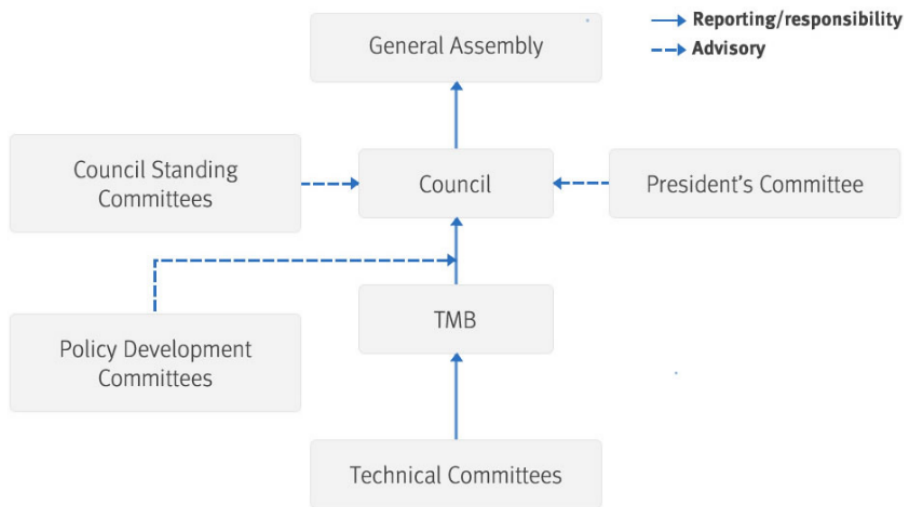 General Assembly
Reporting/responsibility
Advisory
Council Standing
Committees
Council
President's Committee
Policy Development
Committees
TMB
Technical Committees